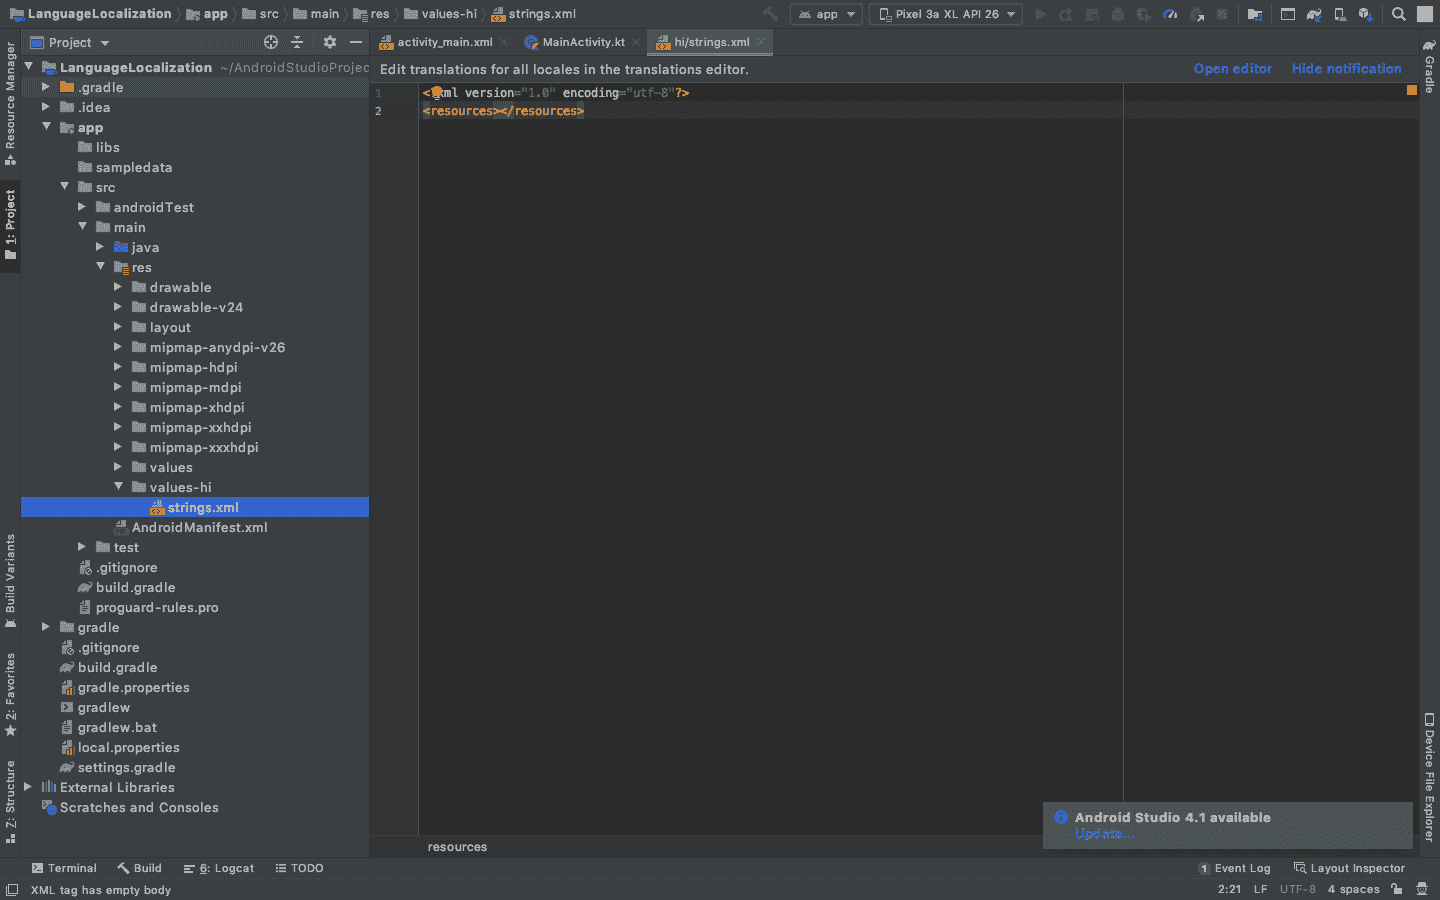 LanguageLocalization app src main res values-hi strings.xml app Pixel 3a XL API 26
Project
activity_main.xml MainActivity.kt hi/strings.xml
Edit translations for all locales in the translations editor. Open editor Hide notification
1 <?xml version="1.0" encoding="utf-8"?>
2 <resources></resources>
LanguageLocalization ~/AndroidStudioProjec
.gradle
.idea
app
libs
sampledata
src
androidTest
main
java
res
drawable
drawable-v24
layout
mipmap-anydpi-v26
mipmap-hdpi
mipmap-mdpi
mipmap-xhdpi
mipmap-xxhdpi
mipmap-xxxhdpi
values
values-hi
strings.xml
AndroidManifest.xml
test
.gitignore
build.gradle
proguard-rules.pro
gradle
.gitignore
build.gradle
gradle.properties
gradlew
gradlew.bat
local.properties
settings.gradle
External Libraries
Scratches and Consoles
Resource Manager
1: Project
Build Variants
2: Favorites
Z: Structure
Gradle
Device File Explorer
Android Studio 4.1 available
Update...
resources
Terminal Build 6: Logcat TODO 1 Event Log Layout Inspector
XML tag has empty body 2:21 LF UTF-8 4 spaces